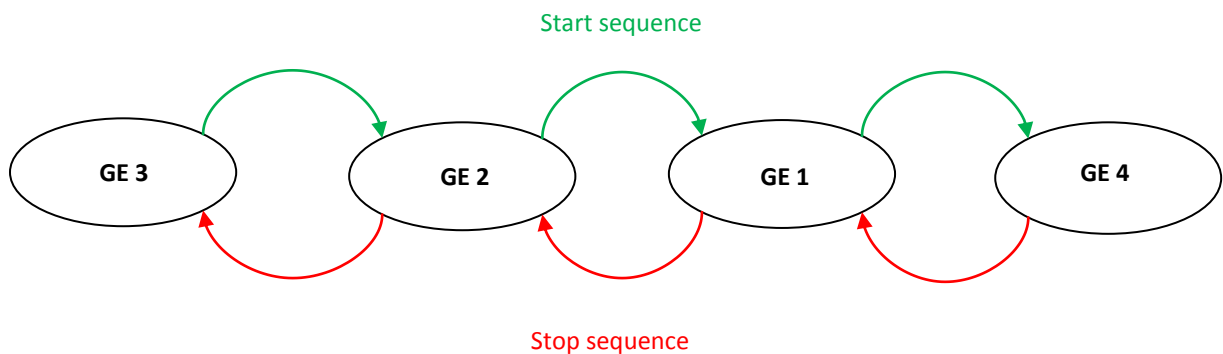 Start sequence
GE 3
GE 2
GE 1
GE 4
Stop sequence